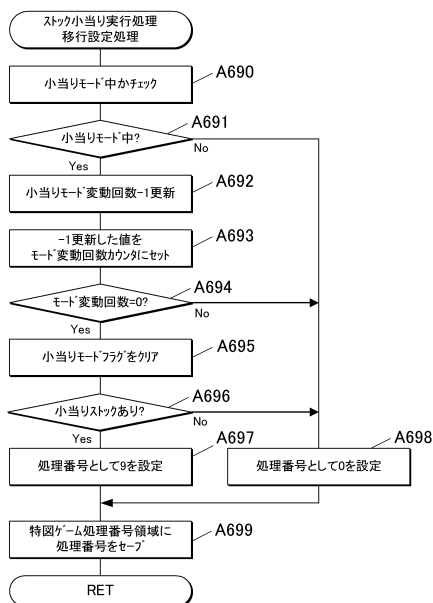 ストック小当り実行処理
移行設定処理
A690
小当りモード中かチェック
A691
小当りモード中?
No
Yes
A692
小当りモード変動回数-1更新
A693
-1更新した値を
モード変動回数カウンタにセット
A694
モード変動回数=0?
No
Yes
A695
小当りモードフラグをクリア
A696
小当りストックあり?
No
Yes
A697
A698
処理番号として9を設定
処理番号として0を設定
A699
特図ゲーム処理番号領域に
処理番号をセーブ
RET